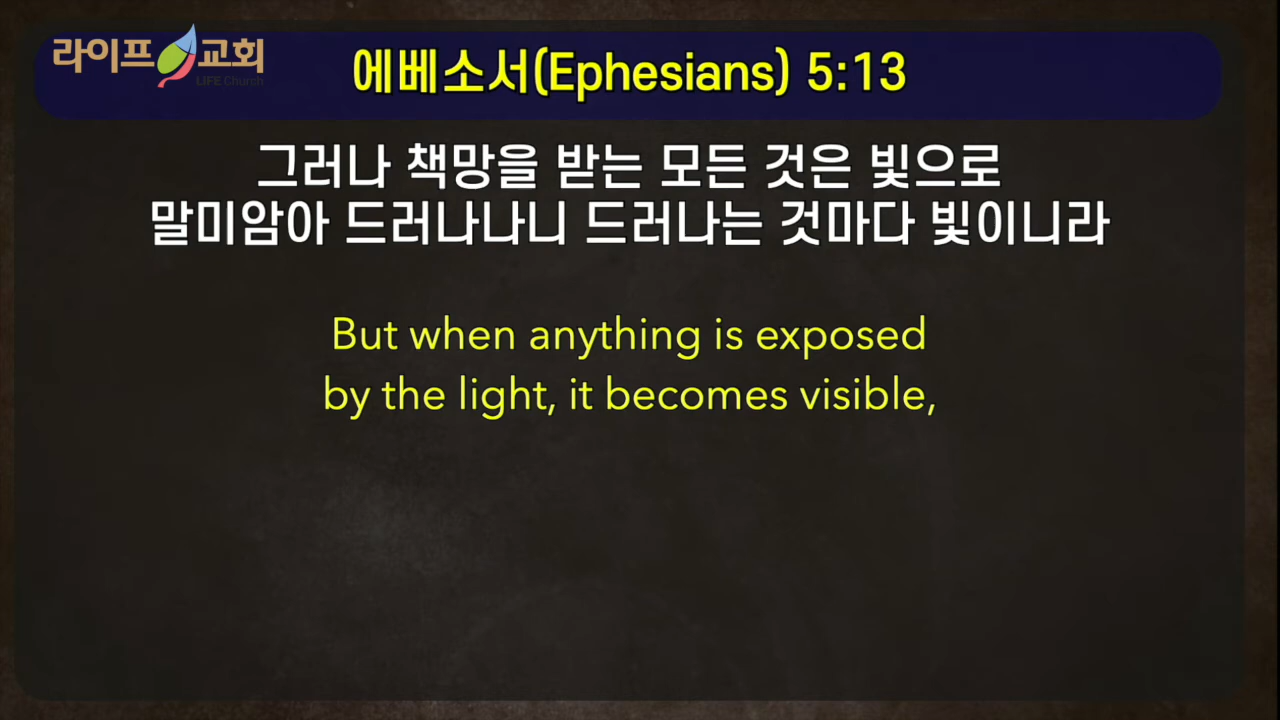 라이프 교회
LIFE Church
에베소서(Ephesians) 5:13
그러나 책망을 받는 모든 것은 빛으로
말미암아 드러나나니 드러나는 것마다 빛이니라
But when anything is exposed
by the light, it becomes visible,